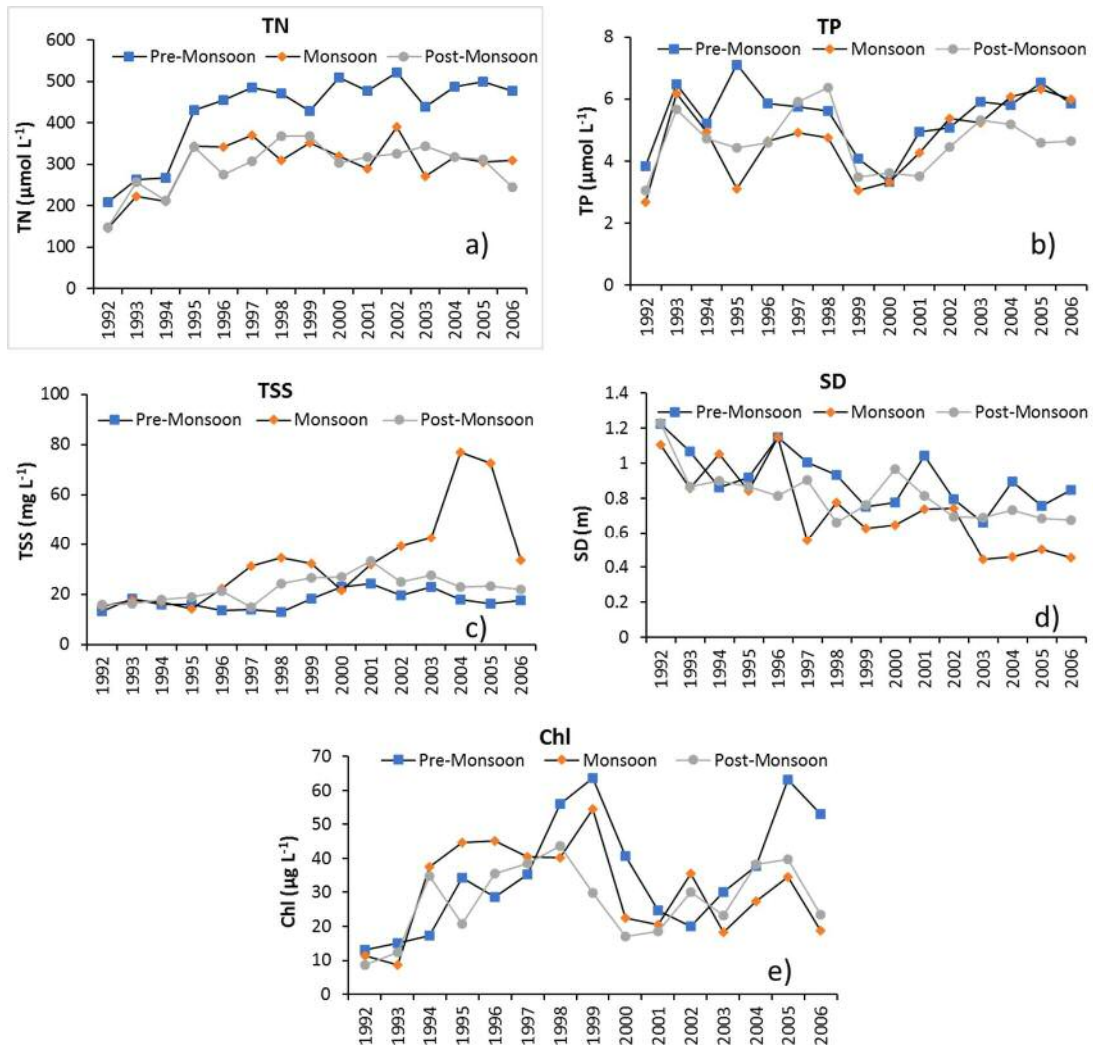 TN
600
500
400
300
200
100
0
TN (µmol L⁻¹)
Pre-Monsoon Monsoon Post-Monsoon
a)
1992 1993 1994 1995 1996 1997 1998 1999 2000 2001 2002 2003 2004 2005 2006
TP
8
6
4
2
0
TP (µmol L⁻¹)
Pre-Monsoon Monsoon Post-Monsoon
b)
1992 1993 1994 1995 1996 1997 1998 1999 2000 2001 2002 2003 2004 2005 2006
TSS
100
80
60
40
20
0
TSS (mg L⁻¹)
Pre-Monsoon Monsoon Post-Monsoon
c)
1992 1993 1994 1995 1996 1997 1998 1999 2000 2001 2002 2003 2004 2005 2006
SD
1.4
1.2
1
0.8
0.6
0.4
0.2
0
SD (m)
Pre-Monsoon Monsoon Post-Monsoon
d)
1992 1993 1994 1995 1996 1997 1998 1999 2000 2001 2002 2003 2004 2005 2006
Chl
70
60
50
40
30
20
10
0
Chl (µg L⁻¹)
Pre-Monsoon Monsoon Post-Monsoon
e)
1992 1993 1994 1995 1996 1997 1998 1999 2000 2001 2002 2003 2004 2005 2006